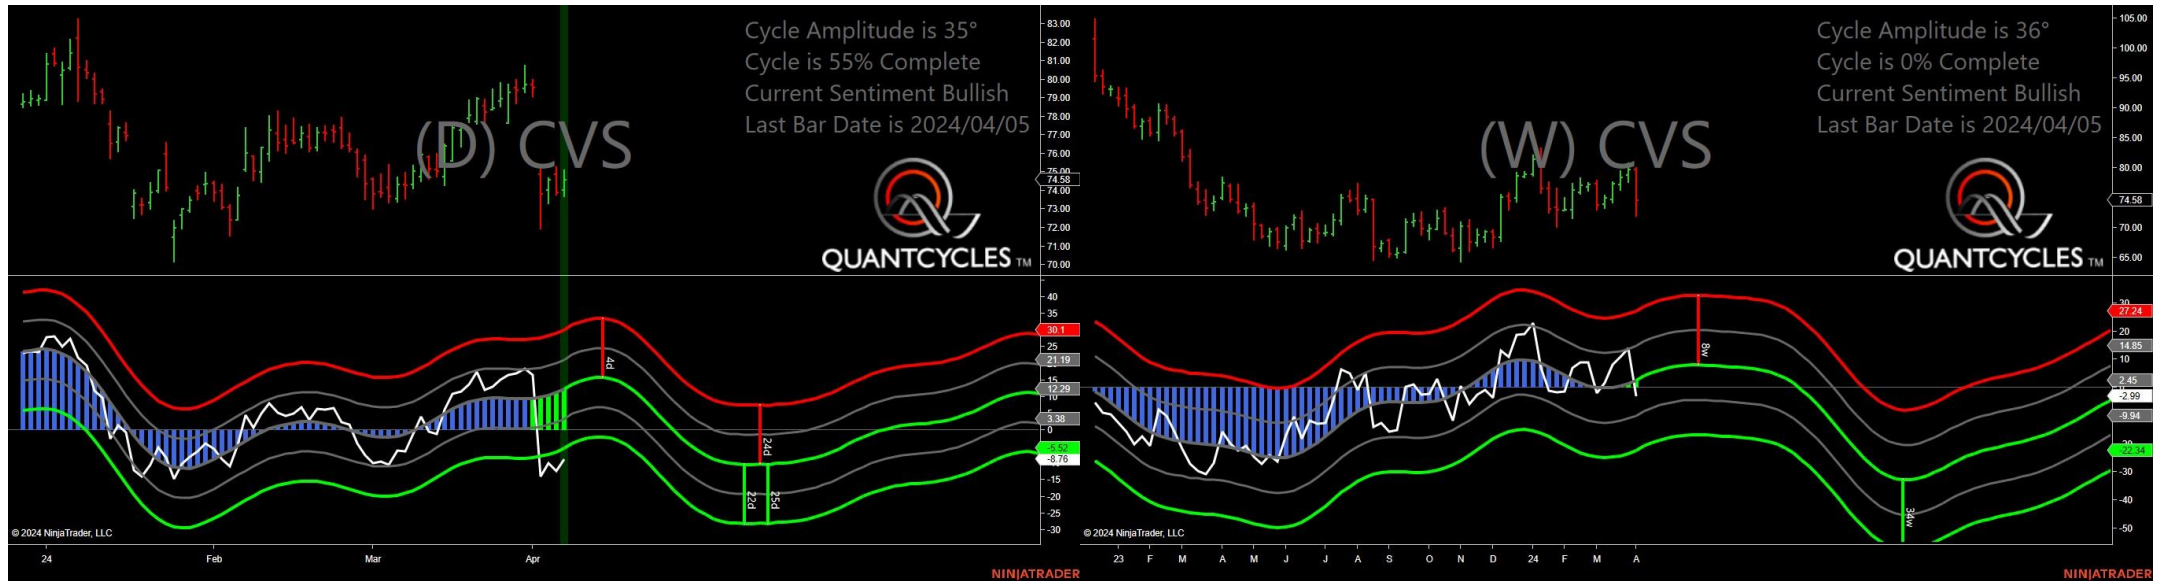 Cycle Amplitude is 35°
Cycle is 55% Complete
Current Sentiment Bullish
Last Bar Date is 2024/04/05
(D) CVS
QUANTCYCLES TM
83.00
82.00
81.00
80.00
79.00
78.00
77.00
76.00
75.00
74.58
74.00
73.00
72.00
71.00
70.00
40
35
30.1
25
21.19
15
12.29
10
5
3.38
0
-5.52
-8.76
-15
-20
-25
-30
4d
24d
22d
25d
© 2024 NinjaTrader, LLC
24 Feb Mar Apr
NINJATRADER
Cycle Amplitude is 36°
Cycle is 0% Complete
Current Sentiment Bullish
Last Bar Date is 2024/04/05
(W) CVS
QUANTCYCLES TM
105.00
100.00
95.00
90.00
85.00
80.00
74.58
70.00
65.00
30
27.24
20
14.85
10
2.45
-2.99
-9.94
-20
-22.34
-30
-40
-50
8w
34w
© 2024 NinjaTrader, LLC
23 F M A M J J A S O N D 24 F M A
NINJATRADER